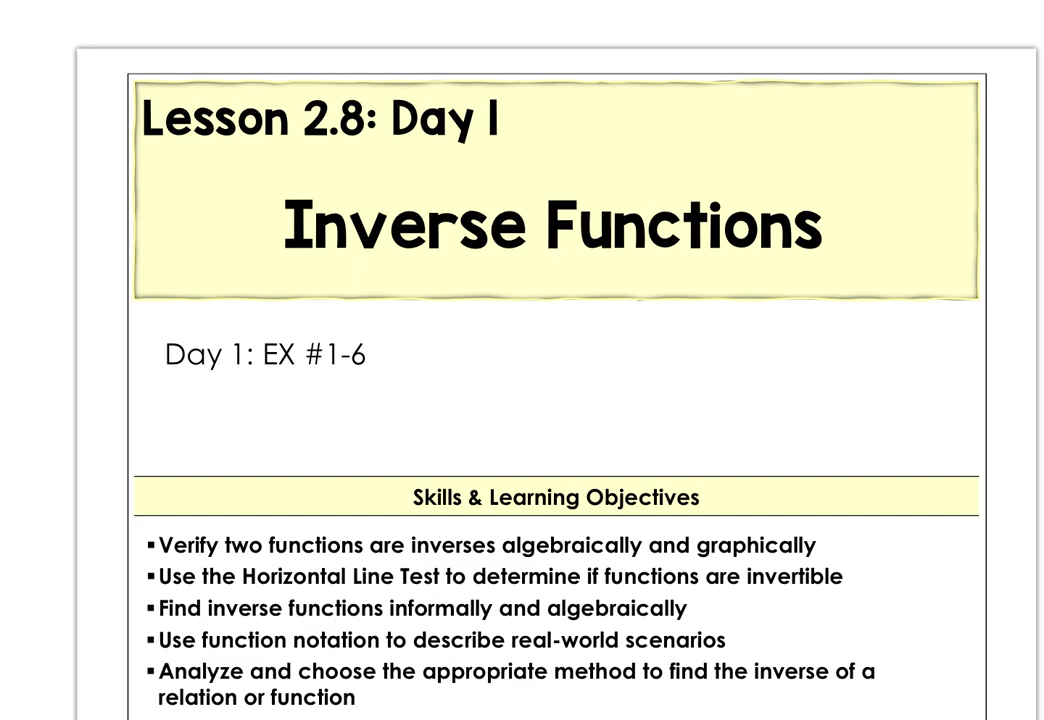 Lesson 2.8: Day 1
Inverse Functions
Day 1: EX #1-6
Skills & Learning Objectives
▪Verify two functions are inverses algebraically and graphically
▪Use the Horizontal Line Test to determine if functions are invertible
▪Find inverse functions informally and algebraically
▪Use function notation to describe real-world scenarios
▪Analyze and choose the appropriate method to find the inverse of a
relation or function